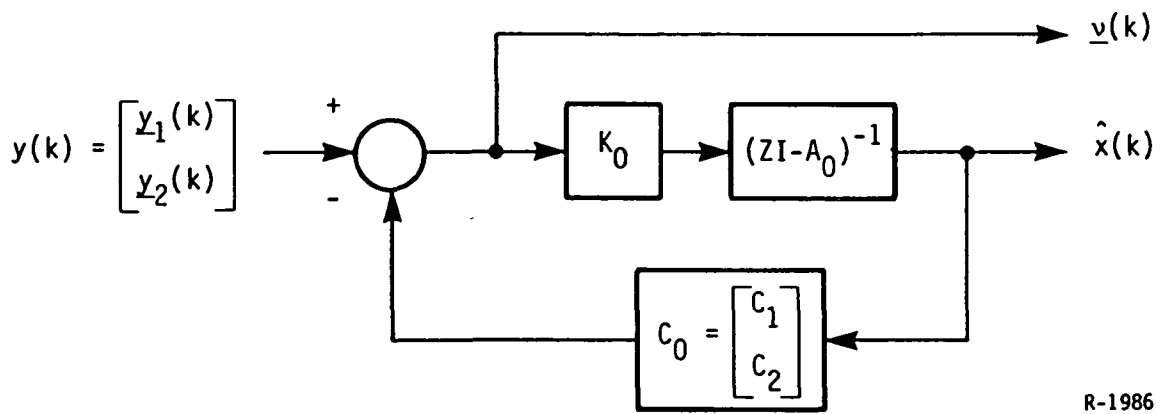 ν(k)
y(k) = [y₁(k)
y₂(k)]
+
-
K₀
(ZI-A₀)⁻¹
x̂(k)
C₀ = [C₁
C₂]
R-1986